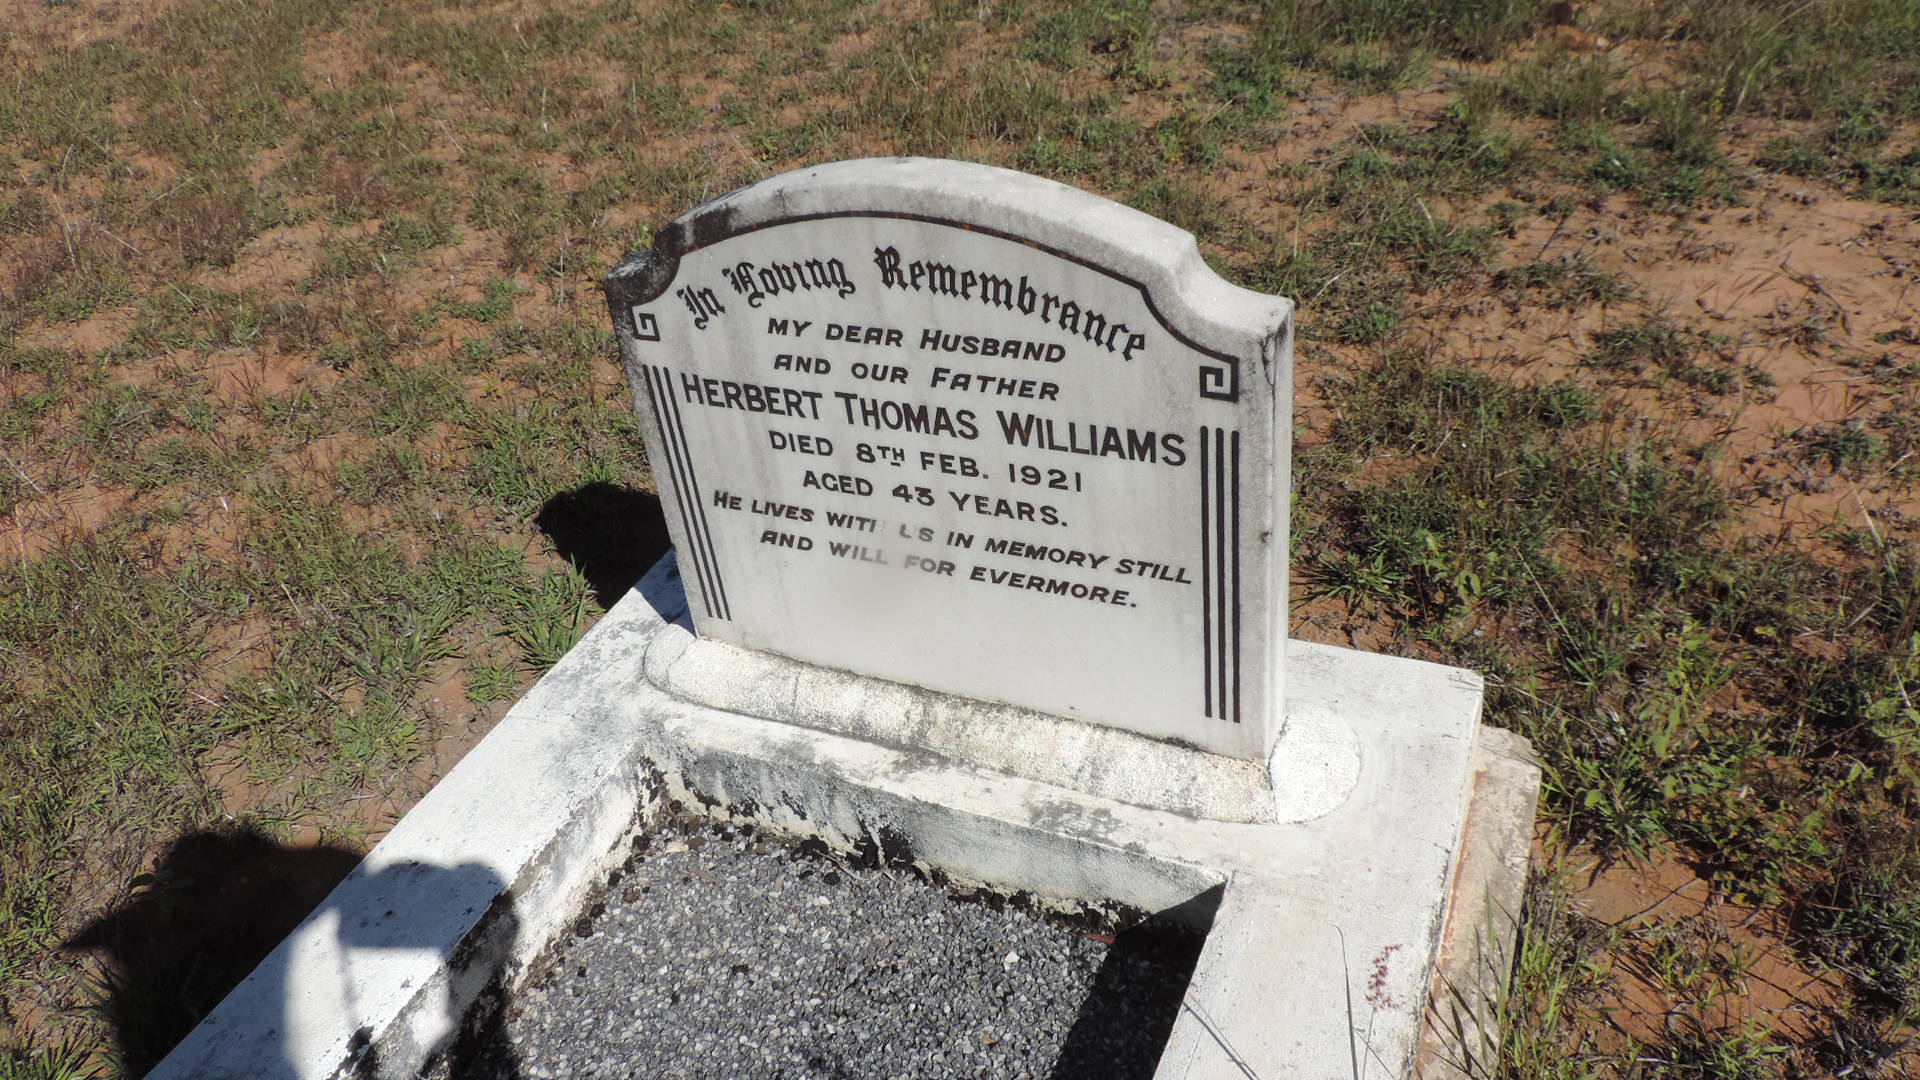 In Loving Remembrance
MY DEAR HUSBAND
AND OUR FATHER
HERBERT THOMAS WILLIAMS
DIED 8TH FEB. 1921
AGED 43 YEARS.
HE LIVES WITH US IN MEMORY STILL
AND WILL FOR EVERMORE.